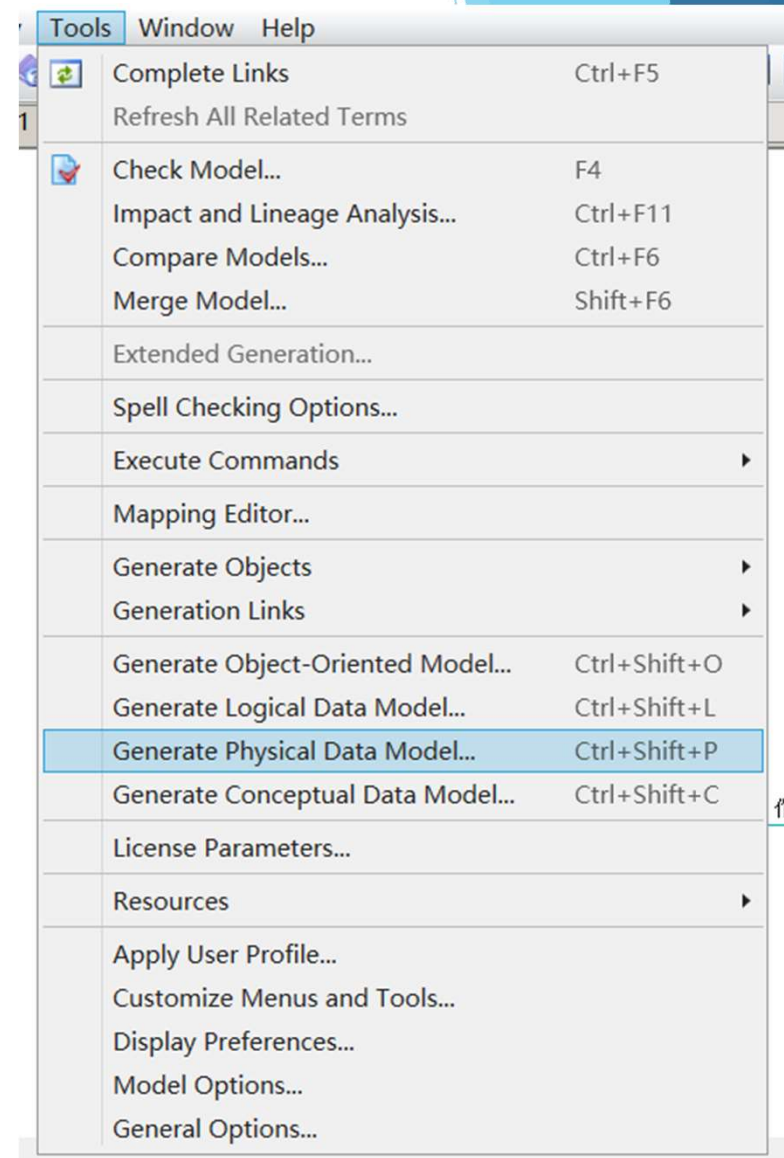 Tools Window Help
Complete Links Ctrl+F5
1
Refresh All Related Terms
Check Model... F4
Impact and Lineage Analysis... Ctrl+F11
Compare Models... Ctrl+F6
Merge Model... Shift+F6
Extended Generation...
Spell Checking Options...
Execute Commands
Mapping Editor...
Generate Objects
Generation Links
Generate Object-Oriented Model... Ctrl+Shift+O
Generate Logical Data Model... Ctrl+Shift+L
Generate Physical Data Model... Ctrl+Shift+P
Generate Conceptual Data Model... Ctrl+Shift+C
License Parameters...
Resources
Apply User Profile...
Customize Menus and Tools...
Display Preferences...
Model Options...
General Options...